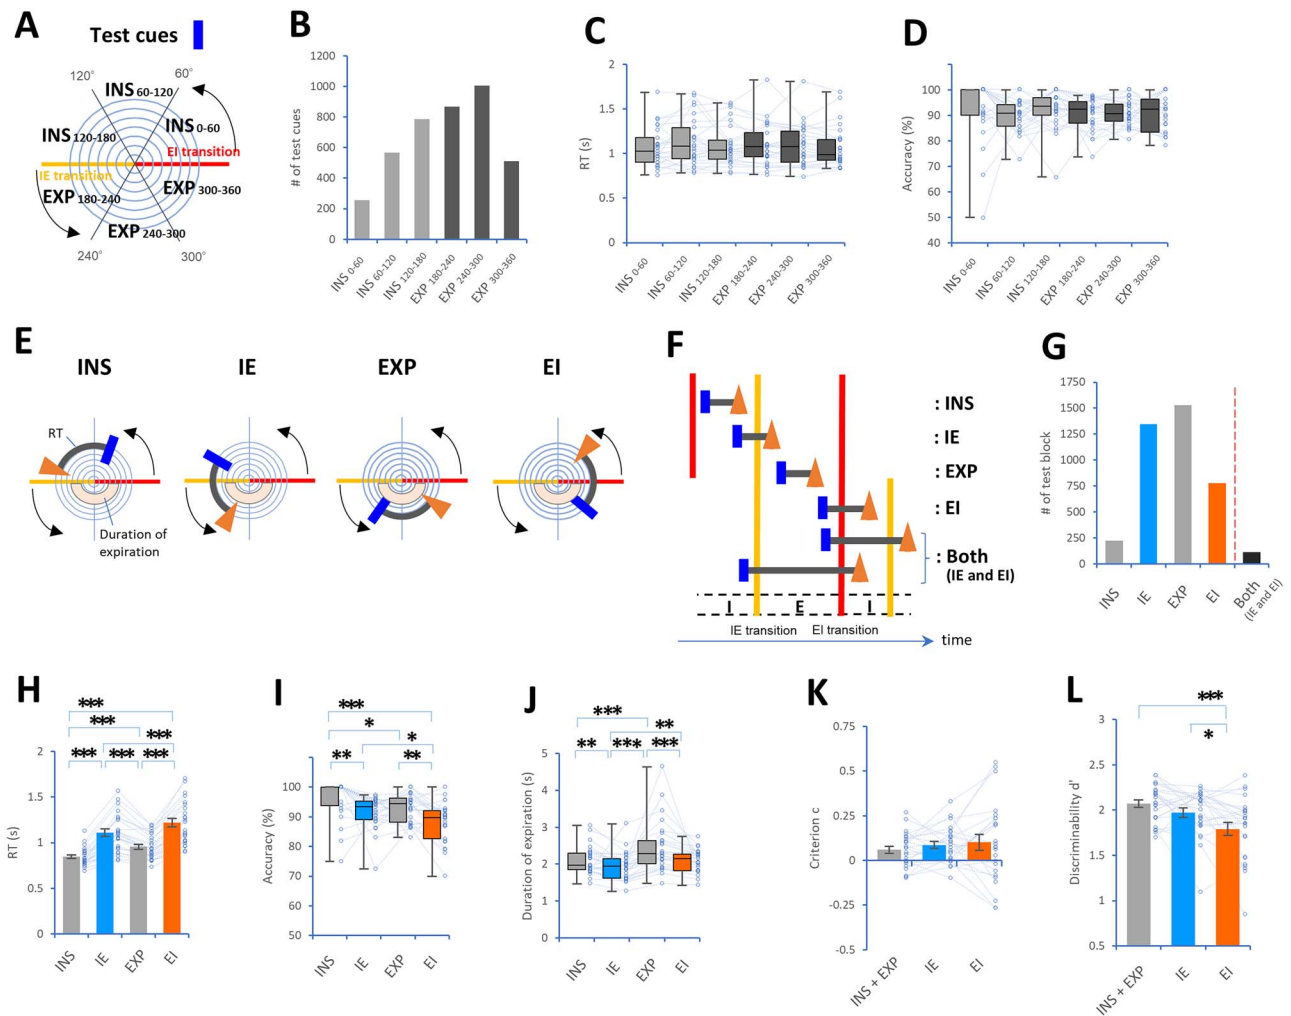 A
Test cues
120°
60°
INS 60-120
INS 120-180
INS 0-60
EI transition
IE transition
EXP 180-240
EXP 300-360
EXP 240-300
240°
300°
B
# of test cues
1200
1000
800
600
400
200
0
INS 0-60
INS 60-120
INS 120-180
EXP 180-240
EXP 240-300
EXP 300-360
C
RT (s)
2
1.5
1
0.5
0
INS 0-60
INS 60-120
INS 120-180
EXP 180-240
EXP 240-300
EXP 300-360
D
Accuracy (%)
100
90
80
70
60
50
40
INS 0-60
INS 60-120
INS 120-180
EXP 180-240
EXP 240-300
EXP 300-360
E
INS
IE
EXP
EI
RT
Duration of
expiration
F
: INS
: IE
: EXP
: EI
: Both
(IE and EI)
I
E
I
IE transition
EI transition
time
G
# of test block
1750
1500
1250
1000
750
500
250
0
INS
IE
EXP
EI
Both
(IE and EI)
H
***
***
***
*** *** ***
RT (s)
2
1.5
1
0.5
0
INS
IE
EXP
EI
I
***
*
*
** **
Accuracy (%)
100
90
80
70
60
50
INS
IE
EXP
EI
J
***
**
** *** ***
Duration of expiration (s)
5
4
3
2
1
0
INS
IE
EXP
EI
K
Criterion c
0.75
0.5
0.25
0
-0.25
-0.5
INS + EXP
IE
EI
L
***
*
Discriminability d'
3
2.5
2
1.5
1
0.5
INS + EXP
IE
EI